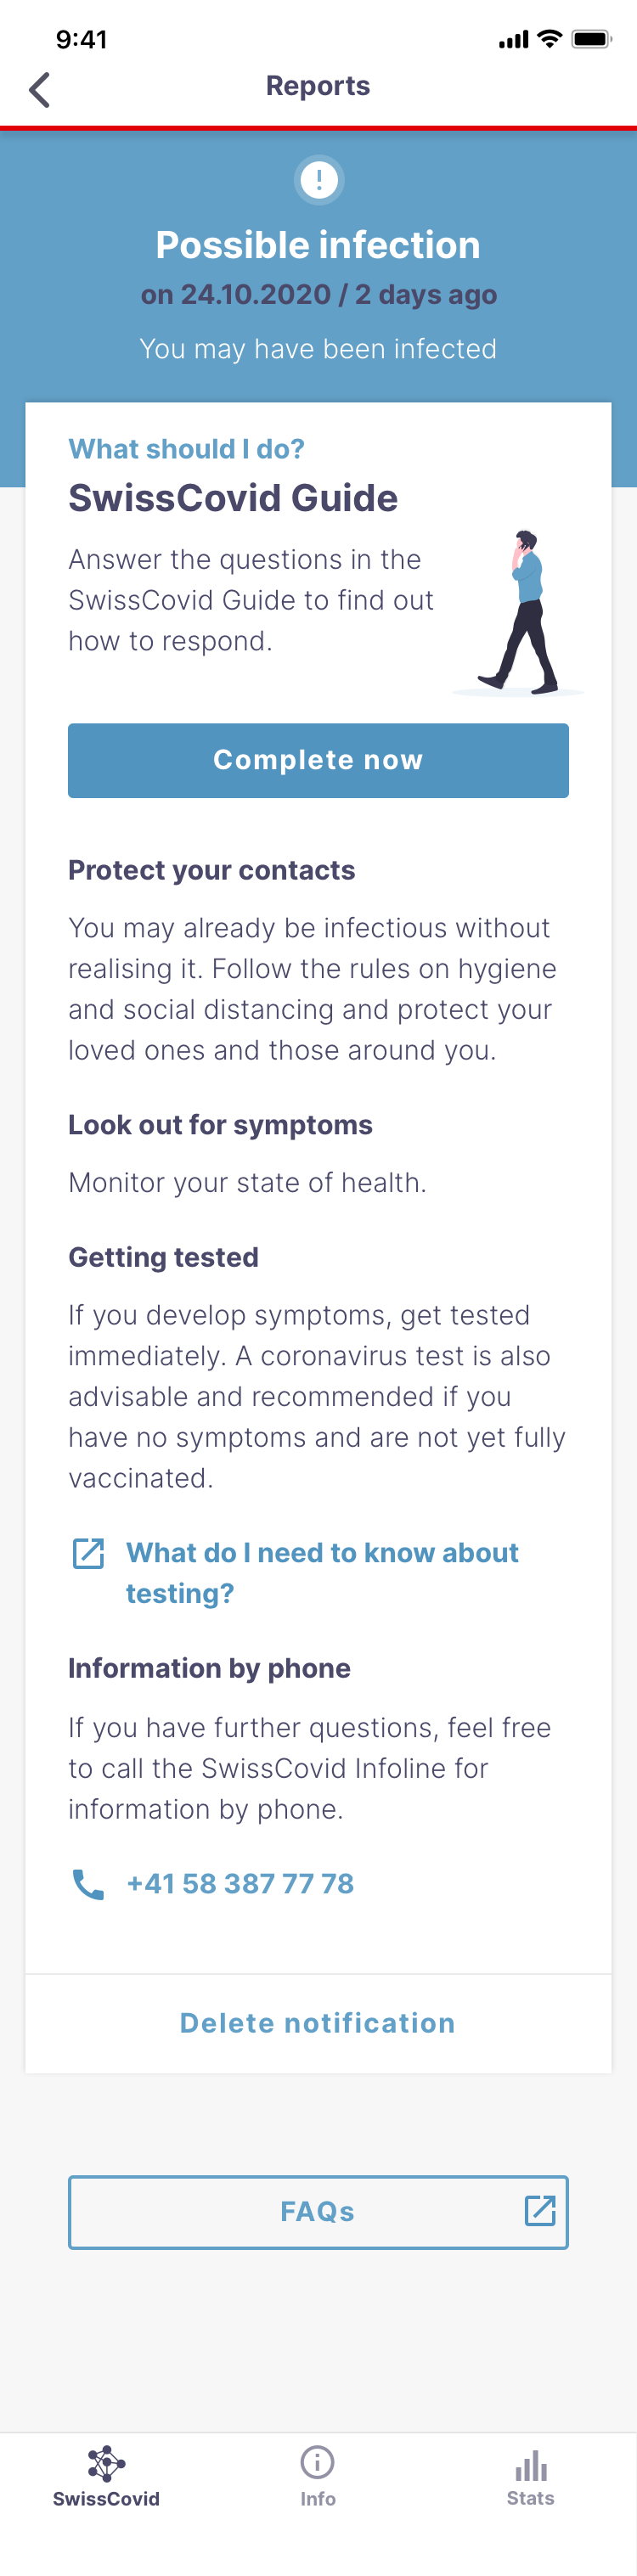 9:41
Reports
Possible infection
on 24.10.2020 / 2 days ago
You may have been infected
What should I do?
SwissCovid Guide
Answer the questions in the
SwissCovid Guide to find out
how to respond.
Complete now
Protect your contacts
You may already be infectious without
realising it. Follow the rules on hygiene
and social distancing and protect your
loved ones and those around you.
Look out for symptoms
Monitor your state of health.
Getting tested
If you develop symptoms, get tested
immediately. A coronavirus test is also
advisable and recommended if you
have no symptoms and are not yet fully
vaccinated.
What do I need to know about
testing?
Information by phone
If you have further questions, feel free
to call the SwissCovid Infoline for
information by phone.
+41 58 387 77 78
Delete notification
FAQs
SwissCovid
Info
Stats